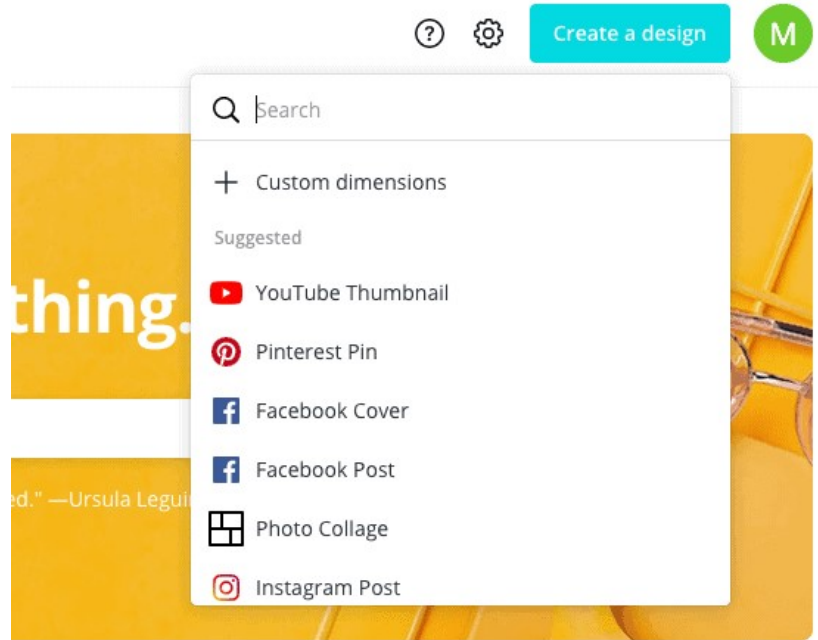 Create a design
M
Search
Custom dimensions
Suggested
YouTube Thumbnail
thing.
Pinterest Pin
Facebook Cover
Facebook Post
ed." —Ursula Legui
Photo Collage
Instagram Post